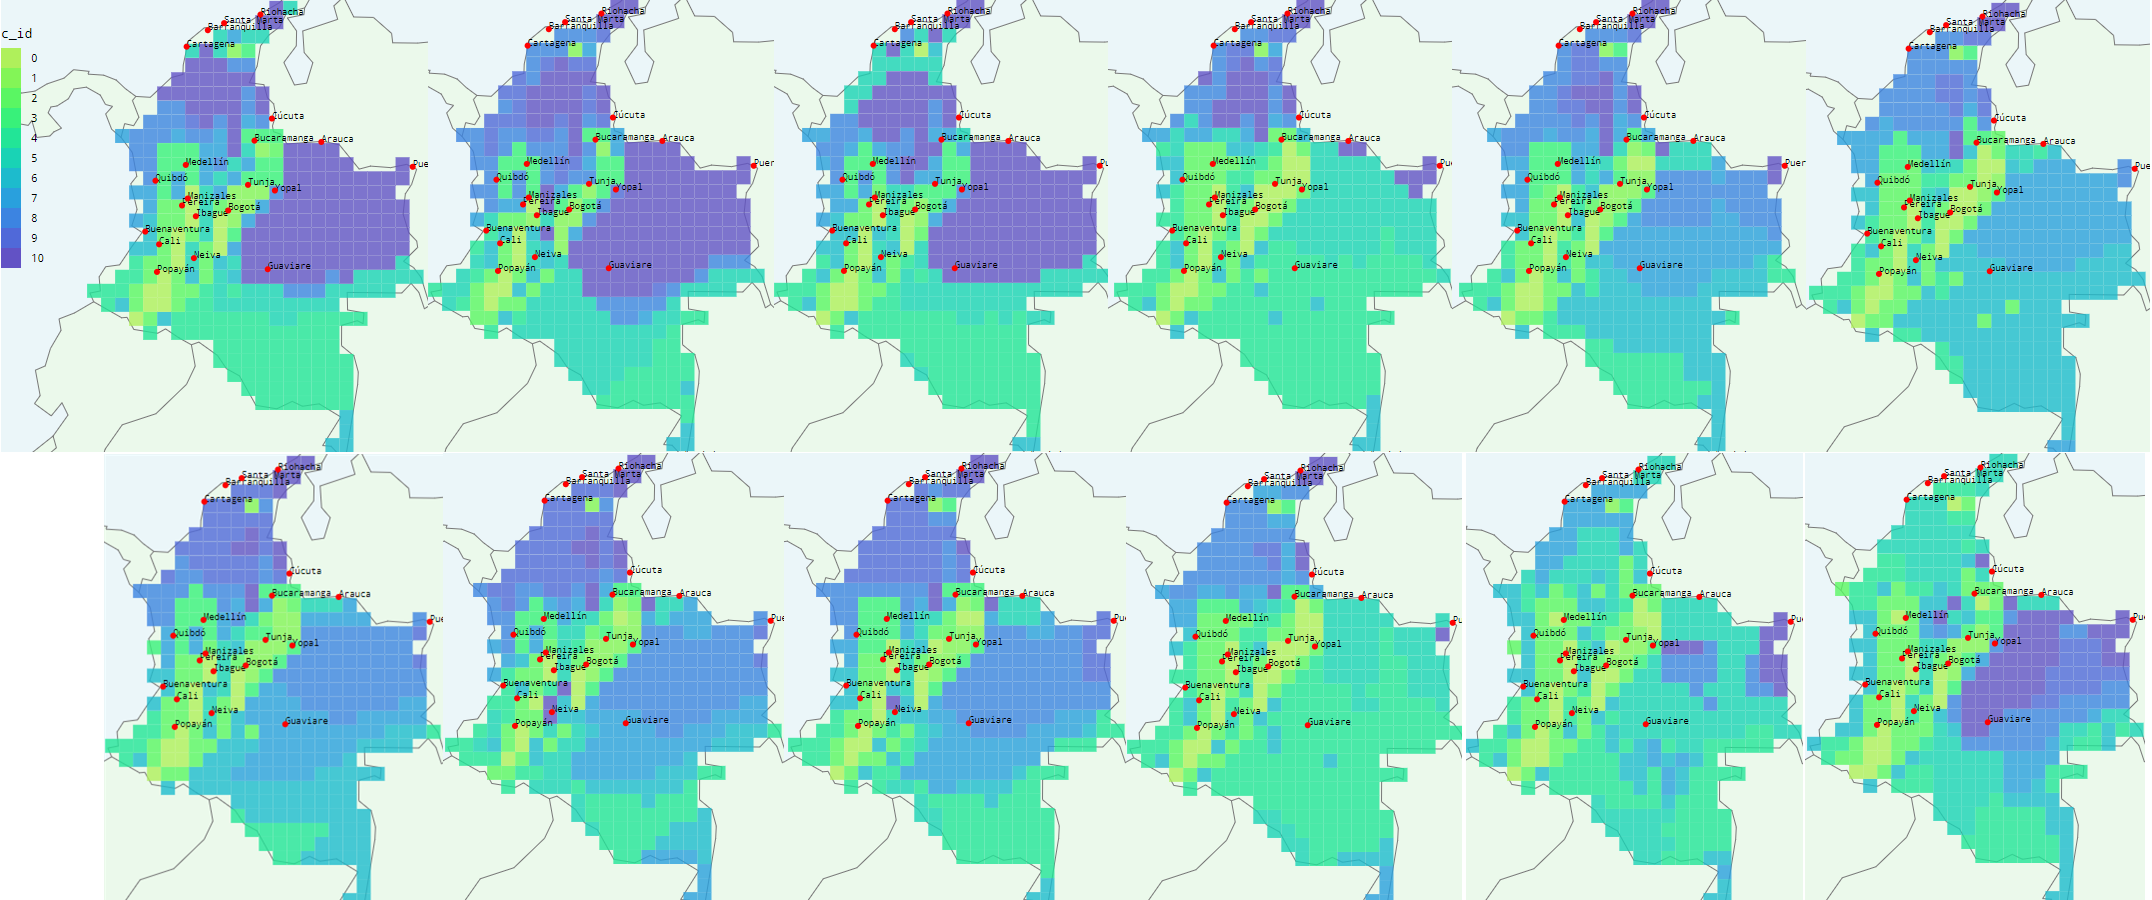 c_id
0
1
2
3
4
5
6
7
8
9
10
Riohacha
Santa Marta
Barranquilla
Cartagena
Cúcuta
Bucaramanga
Arauca
Medellín
Pue
Quibdó
Tunja
Yopal
Manizales
Pereira
Bogotá
Ibague
Buenaventura
Cali
Neiva
Guaviare
Popayán
Riohacha
Santa Marta
Barranquilla
Cartagena
Cúcuta
Bucaramanga
Arauca
Medellín
Puer
Quibdó
Tunja
Yopal
Manizales
Pereira
Bogotá
Ibague
Buenaventura
Cali
Neiva
Guaviare
Popayán
Riohacha
Santa Marta
Barranquilla
Cartagena
Cúcuta
Bucaramanga
Arauca
Medellín
Pu
Quibdó
Tunja
Yopal
Manizales
Pereira
Bogotá
Ibague
Buenaventura
Cali
Neiva
Guaviare
Popayán
Riohacha
Santa Marta
Barranquilla
Cartagena
Cúcuta
Bucaramanga
Arauca
Medellín
Pu
Quibdó
Tunja
Yopal
Manizales
Pereira
Bogotá
Ibague
Buenaventura
Cali
Neiva
Guaviare
Popayán
Riohacha
Santa Marta
Barranquilla
Cartagena
Cúcuta
Bucaramanga
Arauca
Medellín
Puer
Quibdó
Tunja
Yopal
Manizales
Pereira
Bogotá
Ibague
Buenaventura
Cali
Neiva
Guaviare
Popayán
Riohacha
Santa Marta
Barranquilla
Cartagena
Cúcuta
Bucaramanga
Arauca
Medellín
Pue
Quibdó
Tunja
Yopal
Manizales
Pereira
Bogotá
Ibague
Buenaventura
Cali
Neiva
Guaviare
Popayán
Riohacha
Santa Marta
Barranquilla
Cartagena
Cúcuta
Bucaramanga
Arauca
Medellín
Pue
Quibdó
Tunja
Yopal
Manizales
Pereira
Bogotá
Ibague
Buenaventura
Cali
Neiva
Guaviare
Popayán
Riohacha
Santa Marta
Barranquilla
Cartagena
Cúcuta
Bucaramanga
Arauca
Medellín
Pue
Quibdó
Tunja
Yopal
Manizales
Pereira
Bogotá
Ibague
Buenaventura
Cali
Neiva
Guaviare
Popayán
Riohacha
Santa Marta
Barranquilla
Cartagena
Cúcuta
Bucaramanga
Arauca
Medellín
Pu
Quibdó
Tunja
Yopal
Manizales
Pereira
Bogotá
Ibague
Buenaventura
Cali
Neiva
Guaviare
Popayán
Riohacha
Santa Marta
Barranquilla
Cartagena
Cúcuta
Bucaramanga
Arauca
Medellín
Pu
Quibdó
Tunja
Yopal
Manizales
Pereira
Bogotá
Ibague
Buenaventura
Cali
Neiva
Guaviare
Popayán
Riohacha
Santa Marta
Barranquilla
Cartagena
Cúcuta
Bucaramanga
Arauca
Medellín
Pu
Quibdó
Tunja
Yopal
Manizales
Pereira
Bogotá
Ibague
Buenaventura
Cali
Neiva
Guaviare
Popayán
Riohacha
Santa Marta
Barranquilla
Cartagena
Cúcuta
Bucaramanga
Arauca
Medellín
Pue
Quibdó
Tunja
Yopal
Manizales
Pereira
Bogotá
Ibague
Buenaventura
Cali
Neiva
Guaviare
Popayán